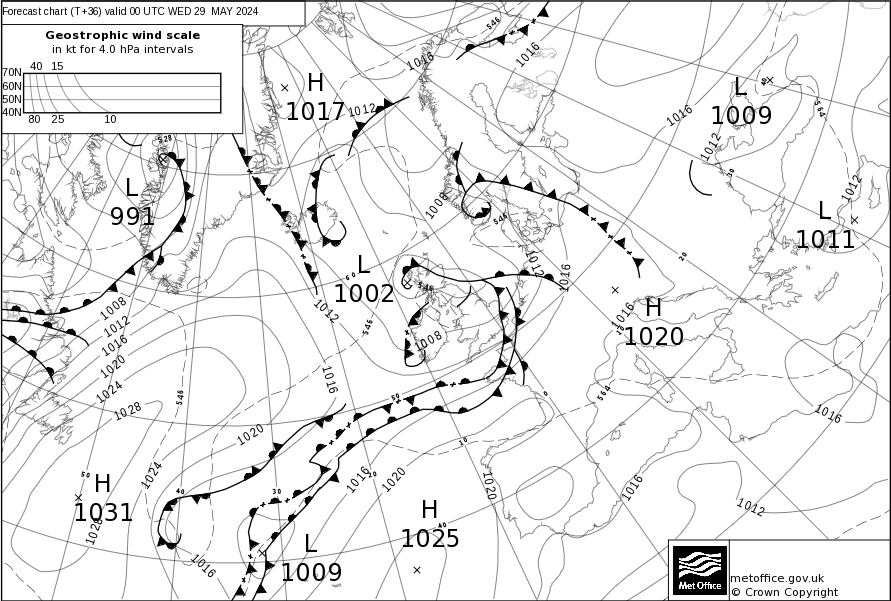 Forecast chart (T+36) valid 00 UTC WED 29 MAY 2024
Geostrophic wind scale
in kt for 4.0 hPa intervals
40 15
70N
60N
50N
40N
80 25 10
546
1016
1016
H
1017
1012
L
1009
1016
564
528
1012
30
L
991
1012
1008
546
L
1011
20
60
L
1002
546
1012
1016
1008
1012
1016
H
1020
10
1012
546
1008
1016
1020
1024
1016
546
50
0
564
1028
1016
1020
10
50
1024
40
30
1016
20
1020
1020
1016
H
1031
1028
H
1025
40
1012
L
1009
1016
Met Office
metoffice.gov.uk
© Crown Copyright